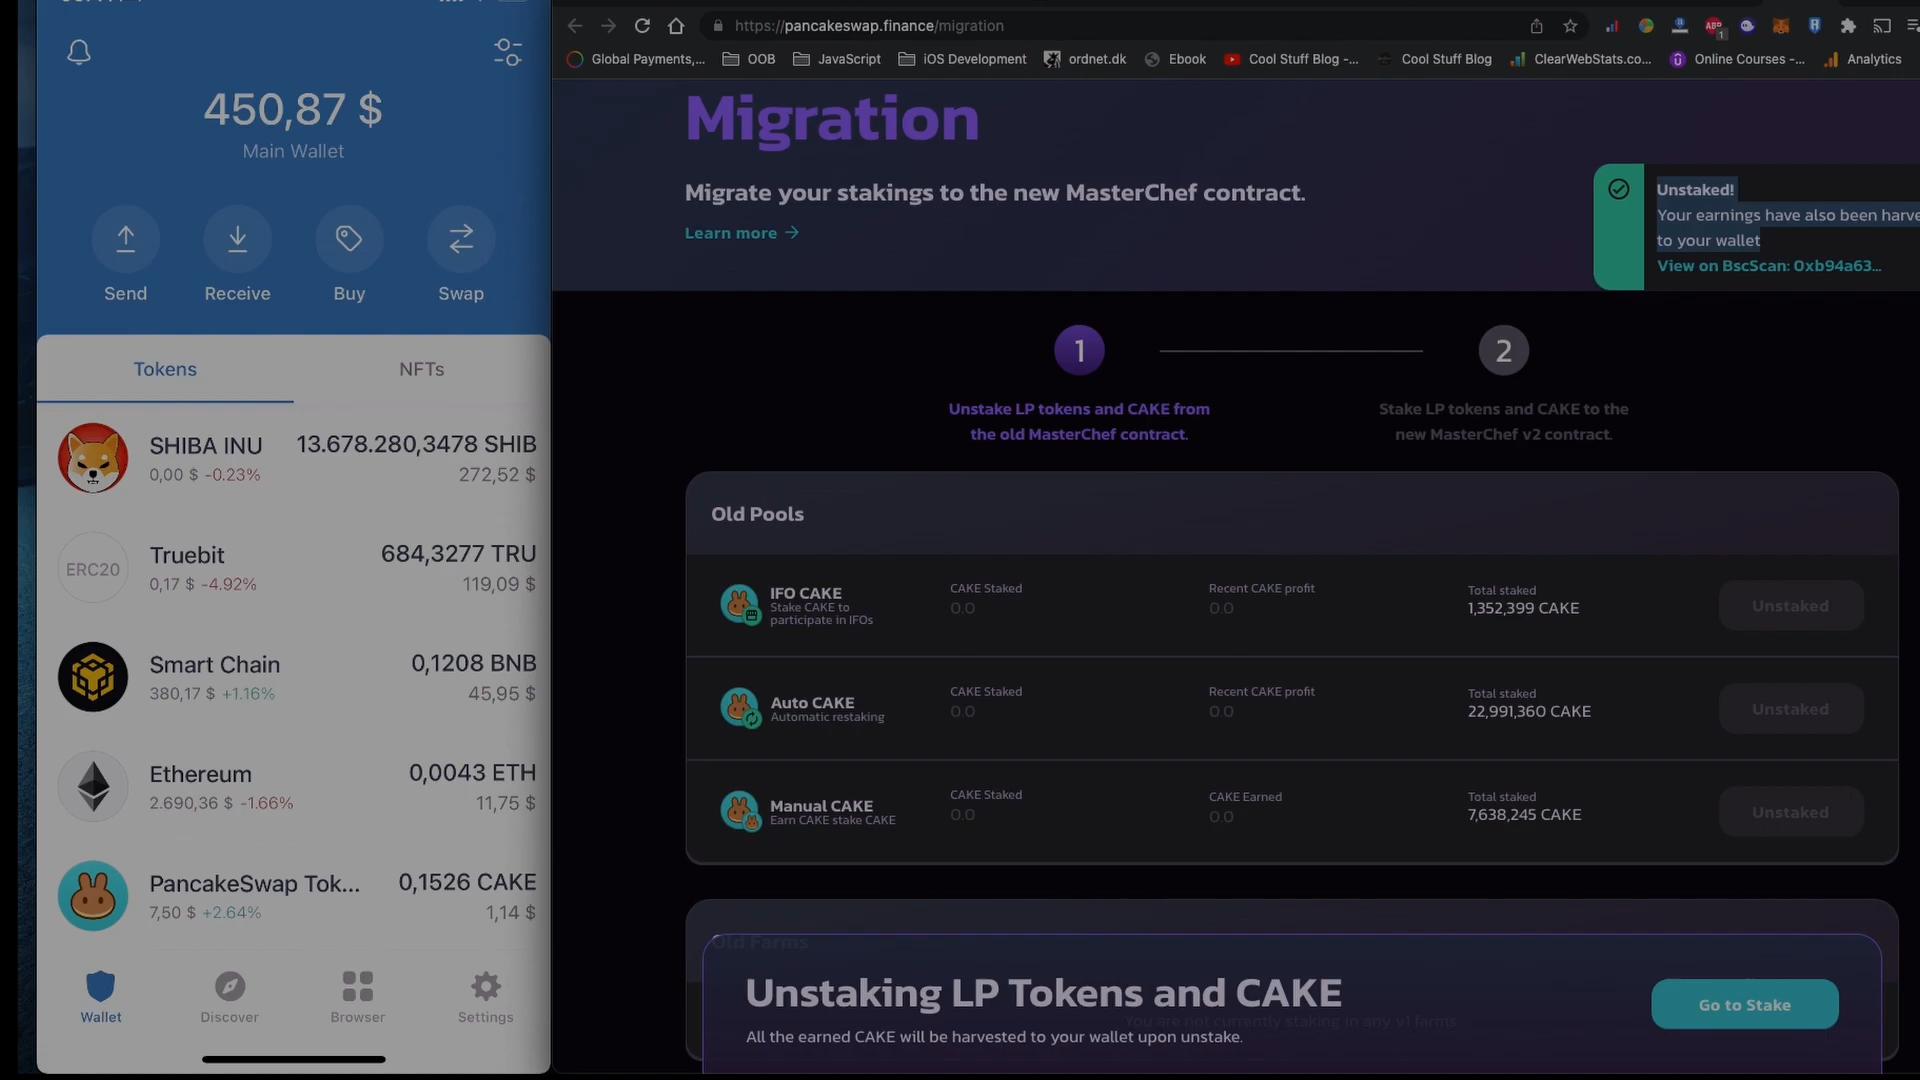 450,87 $
Main Wallet
Send
Receive
Buy
Swap
Tokens
NFTs
SHIBA INU
13.678.280,3478 SHIB
0,00 $ -0.23%
272,52 $
ERC20
Truebit
684,3277 TRU
0,17 $ -4.92%
119,09 $
Smart Chain
0,1208 BNB
380,17 $ +1.16%
45,95 $
Ethereum
0,0043 ETH
2.690,36 $ -1.66%
11,75 $
PancakeSwap Tok...
0,1526 CAKE
7,50 $ +2.64%
1,14 $
Wallet
Discover
Browser
Settings
https://pancakeswap.finance/migration
ABP
1
Global Payments,...
OOB
JavaScript
iOS Development
ordnet.dk
Ebook
Cool Stuff Blog -...
Cool Stuff Blog
ClearWebStats.co...
Online Courses -...
Analytics
Migration
Migrate your stakings to the new MasterChef contract.
Learn more →
Unstaked!
Your earnings have also been harve
to your wallet
View on BscScan: 0xb94a63...
1
2
Unstake LP tokens and CAKE from
the old MasterChef contract.
Stake LP tokens and CAKE to the
new MasterChef v2 contract.
Old Pools
IFO CAKE
Stake CAKE to
participate in IFOs
CAKE Staked
0.0
Recent CAKE profit
0.0
Total staked
1,352,399 CAKE
Unstaked
Auto CAKE
Automatic restaking
CAKE Staked
0.0
Recent CAKE profit
0.0
Total staked
22,991,360 CAKE
Unstaked
Manual CAKE
Earn CAKE stake CAKE
CAKE Staked
0.0
CAKE Earned
0.0
Total staked
7,638,245 CAKE
Unstaked
Old Farms
Unstaking LP Tokens and CAKE
Go to Stake
You are not currently staking in any v1 farms
All the earned CAKE will be harvested to your wallet upon unstake.